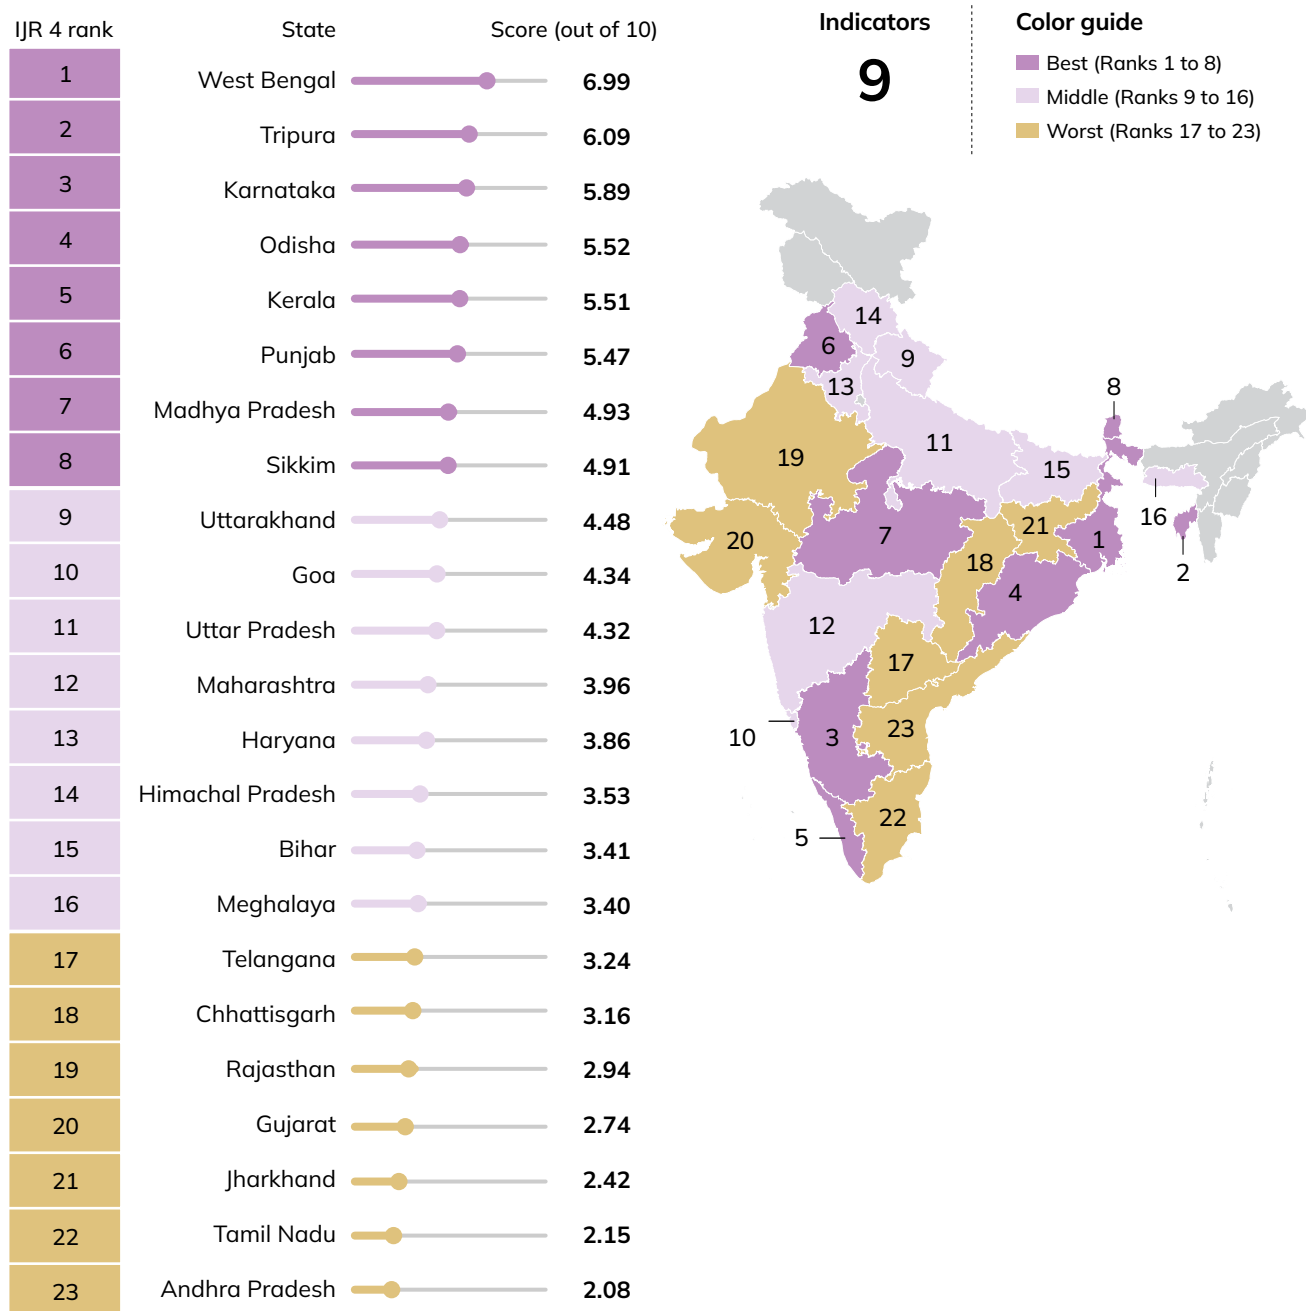 IJR 4 rank State Score (out of 10)
1 West Bengal 6.99
2 Tripura 6.09
3 Karnataka 5.89
4 Odisha 5.52
5 Kerala 5.51
6 Punjab 5.47
7 Madhya Pradesh 4.93
8 Sikkim 4.91
9 Uttarakhand 4.48
10 Goa 4.34
11 Uttar Pradesh 4.32
12 Maharashtra 3.96
13 Haryana 3.86
14 Himachal Pradesh 3.53
15 Bihar 3.41
16 Meghalaya 3.40
17 Telangana 3.24
18 Chhattisgarh 3.16
19 Rajasthan 2.94
20 Gujarat 2.74
21 Jharkhand 2.42
22 Tamil Nadu 2.15
23 Andhra Pradesh 2.08
Indicators
9
Color guide
Best (Ranks 1 to 8)
Middle (Ranks 9 to 16)
Worst (Ranks 17 to 23)
14
6
9
13
8
11
19
15
16
21
20
7
1
18
2
4
12
17
23
10
3
22
5